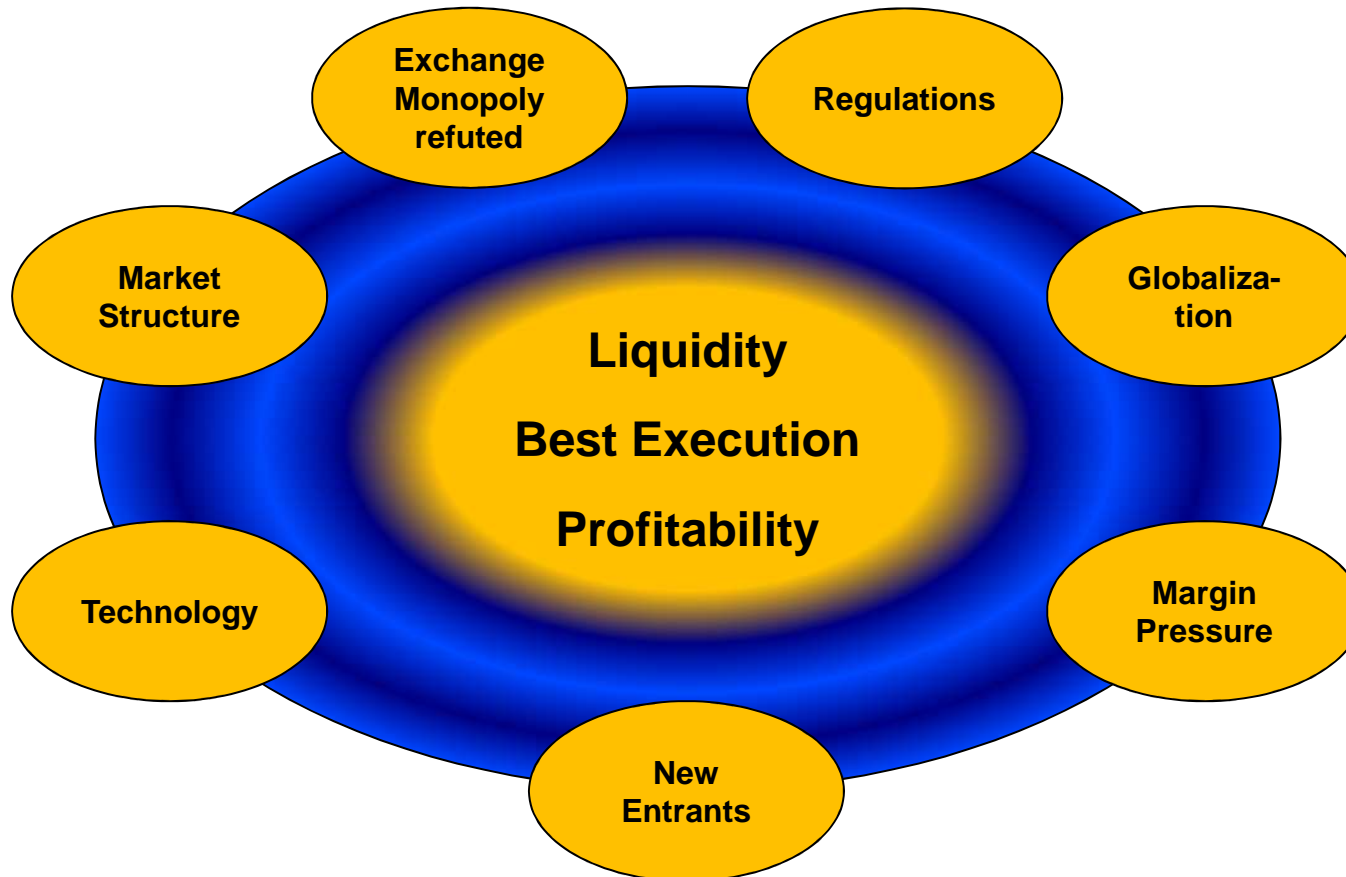 Exchange
Monopoly
refuted
Regulations
Market
Structure
Globaliza-
tion
Liquidity
Best Execution
Profitability
Technology
Margin
Pressure
New
Entrants